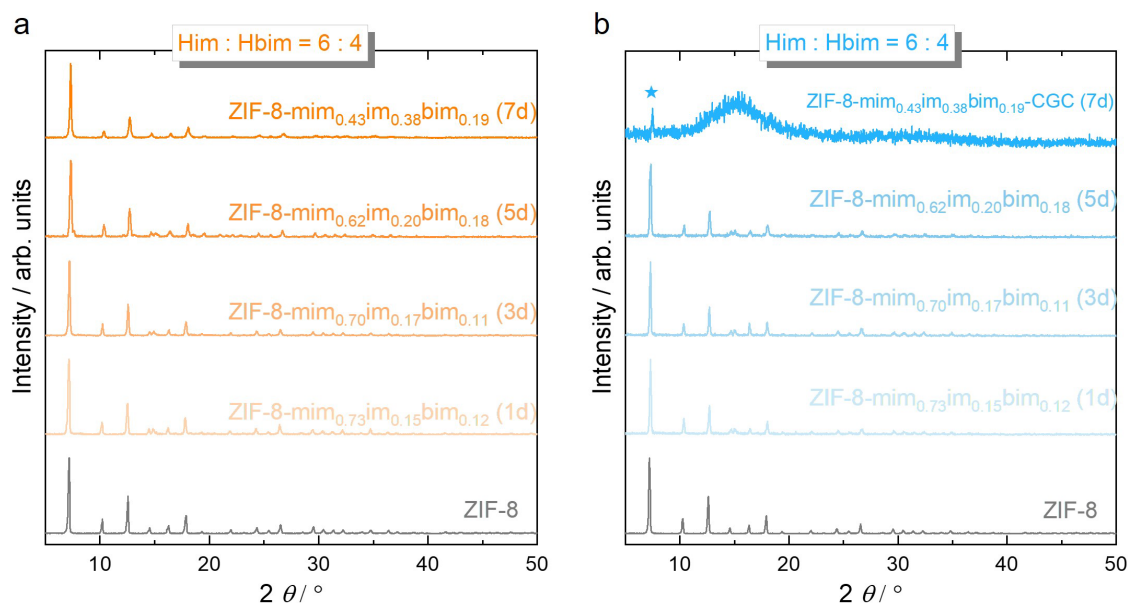 a
Him : Hbim = 6 : 4
ZIF-8-mim0.43im0.38bim0.19 (7d)
ZIF-8-mim0.62im0.20bim0.18 (5d)
ZIF-8-mim0.70im0.17bim0.11 (3d)
ZIF-8-mim0.73im0.15bim0.12 (1d)
ZIF-8
Intensity / arb. units
10 20 30 40 50
2 θ / °
b
Him : Hbim = 6 : 4
★
ZIF-8-mim0.43im0.38bim0.19-CGC (7d)
ZIF-8-mim0.62im0.20bim0.18 (5d)
ZIF-8-mim0.70im0.17bim0.11 (3d)
ZIF-8-mim0.73im0.15bim0.12 (1d)
ZIF-8
Intensity / arb. units
10 20 30 40 50
2 θ / °